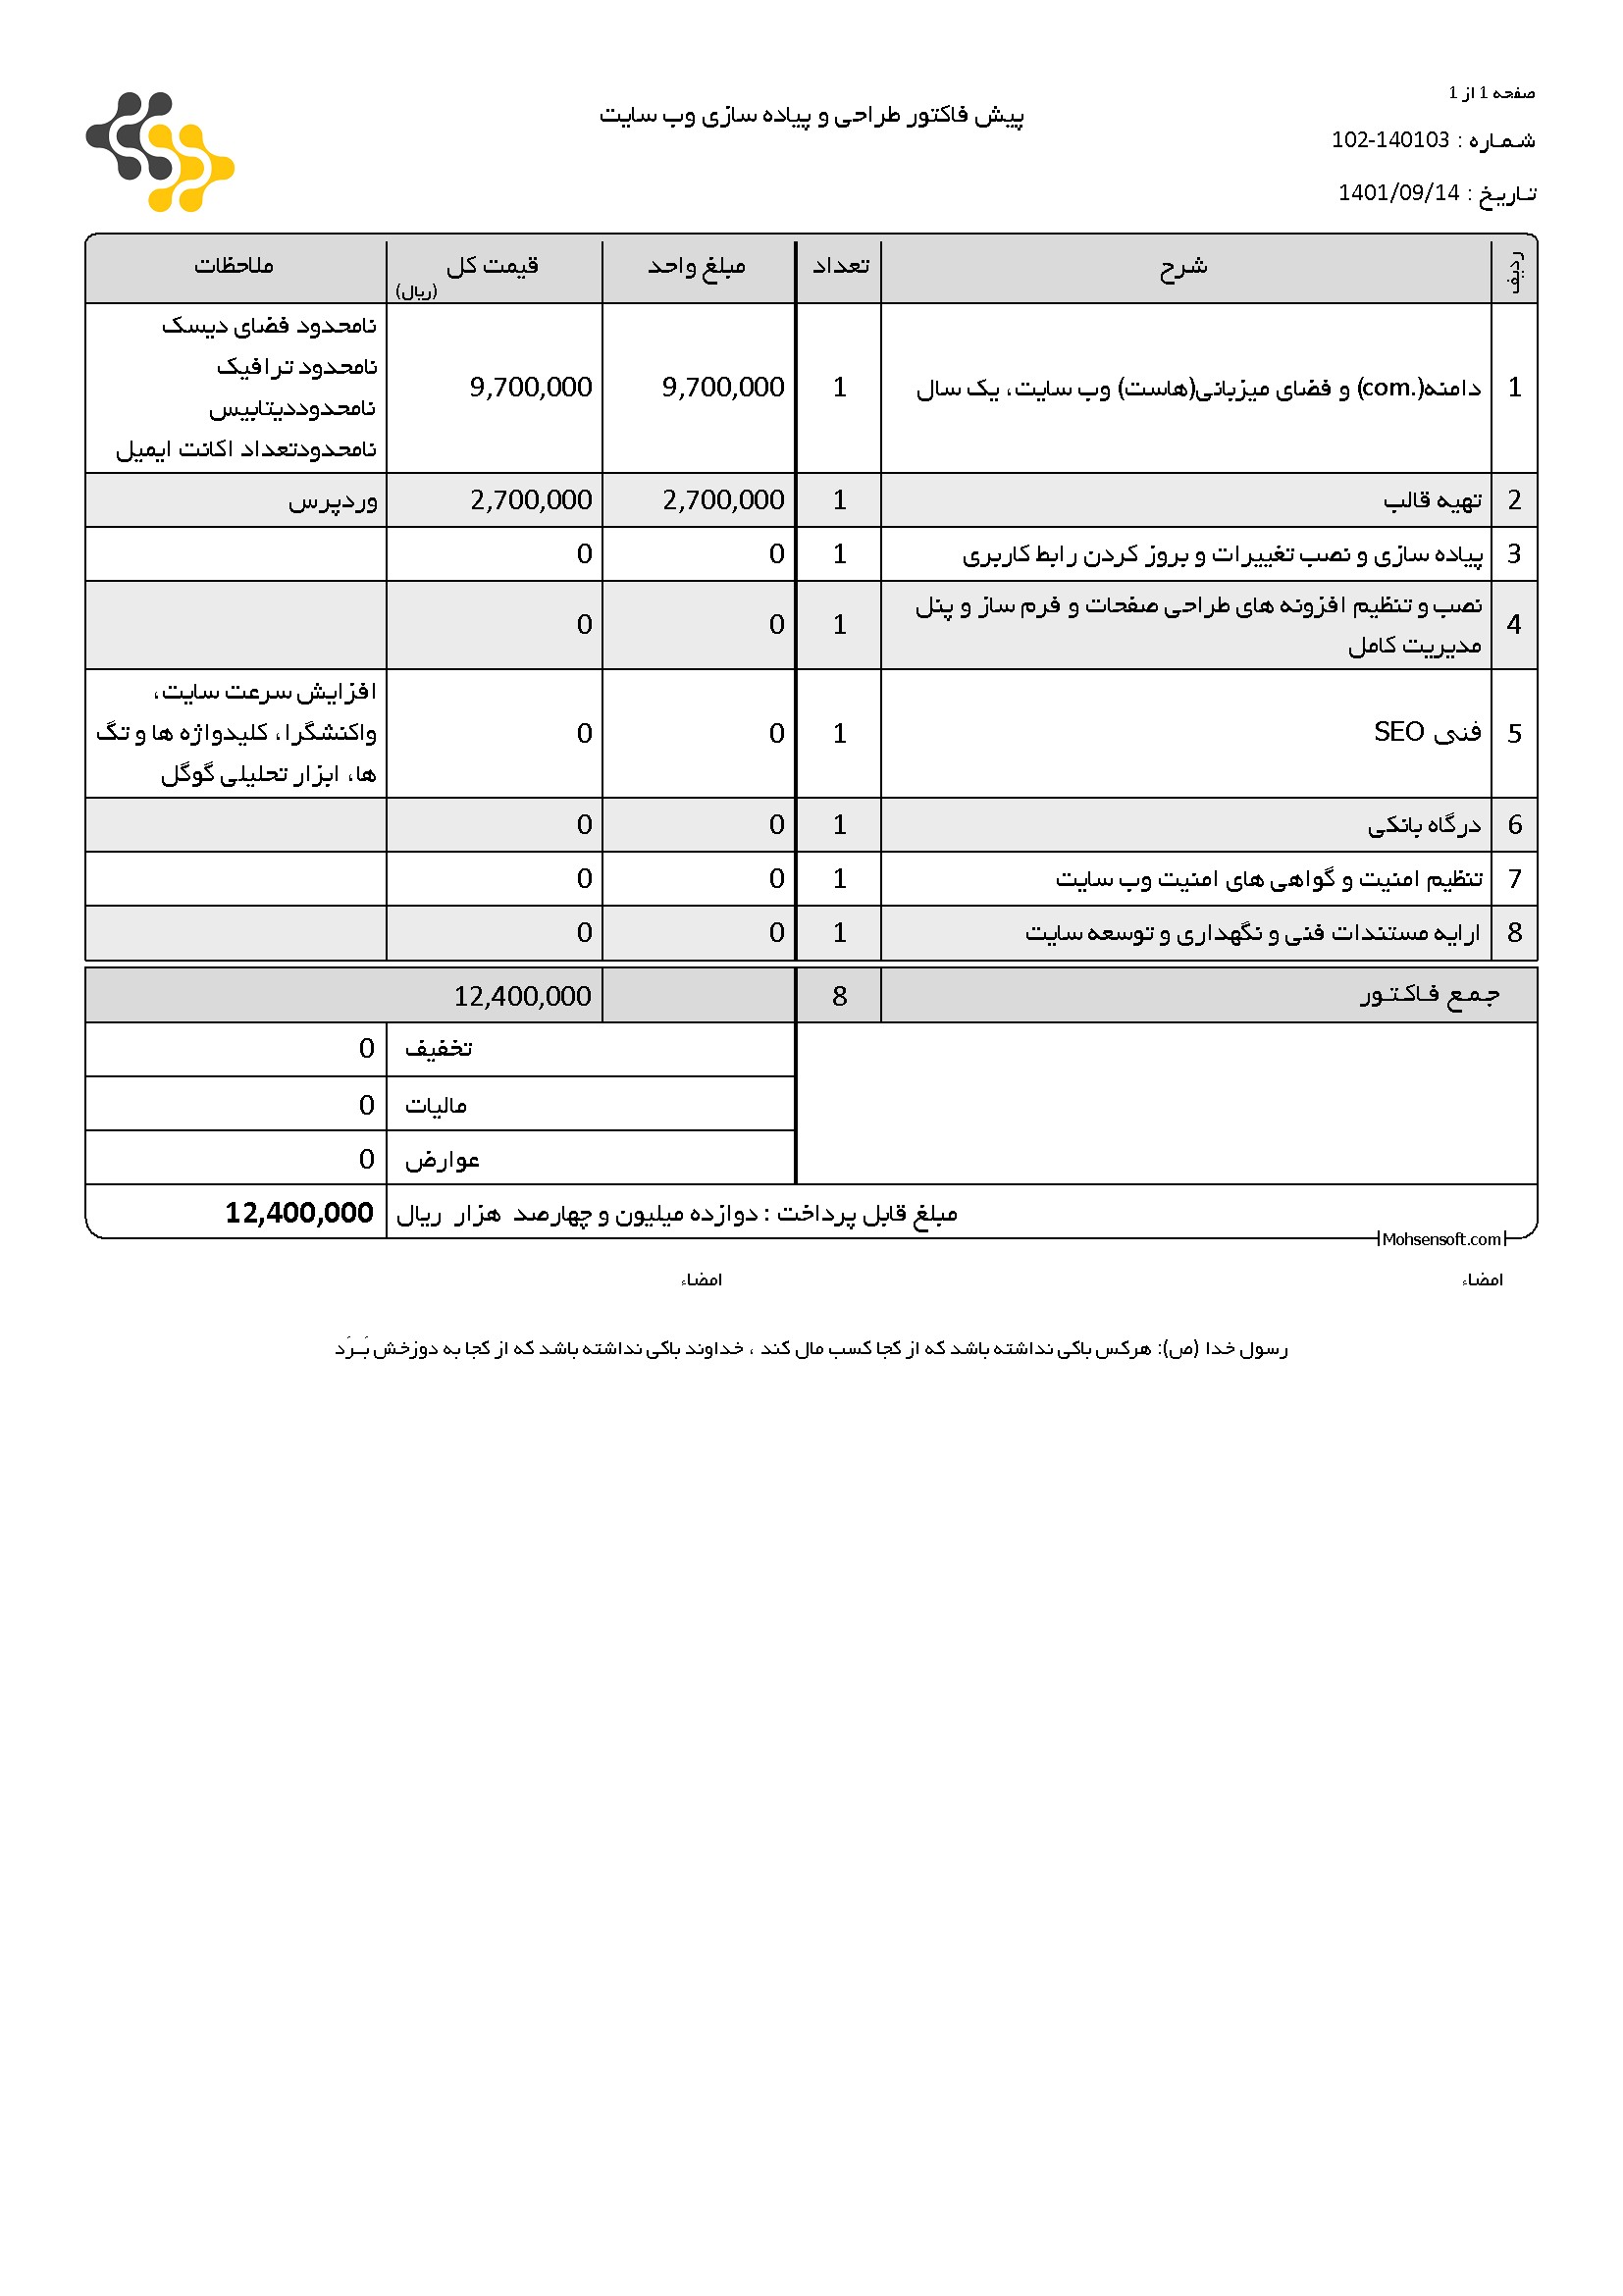 صفحه 1 از 1
شماره : 140103-102
تاریخ : 1401/09/14
پیش فاکتور طراحی و پیاده سازی وب سایت
ردیف شرح تعداد مبلغ واحد قیمت کل (ریال) ملاحظات
1 دامنه(.com) و فضای میزبانی(هاست) وب سایت، یک سال 1 9,700,000 9,700,000 نامحدود فضای دیسک
نامحدود ترافیک
نامحدوددیتابیس
نامحدودتعداد اکانت ایمیل
2 تهیه قالب 1 2,700,000 2,700,000 وردپرس
3 پیاده سازی و نصب تغییرات و بروز کردن رابط کاربری 1 0 0
4 نصب و تنظیم افزونه های طراحی صفحات و فرم ساز و پنل
مدیریت کامل 1 0 0
5 فنی SEO 1 0 0 افزایش سرعت سایت،
واکنشگرا، کلیدواژه ها و تگ
ها، ابزار تحلیلی گوگل
6 درگاه بانکی 1 0 0
7 تنظیم امنیت و گواهی های امنیت وب سایت 1 0 0
8 ارایه مستندات فنی و نگهداری و توسعه سایت 1 0 0
جمع فاکتور 8 12,400,000
تخفیف 0
مالیات 0
عوارض 0
مبلغ قابل پرداخت : دوازده میلیون و چهارصد هزار ریال 12,400,000
Mohsensoft.com
امضاء امضاء
رسول خدا (ص): هرکس باکی نداشته باشد که از کجا کسب مال کند ، خداوند باکی نداشته باشد که از کجا به دوزخش بَرَد